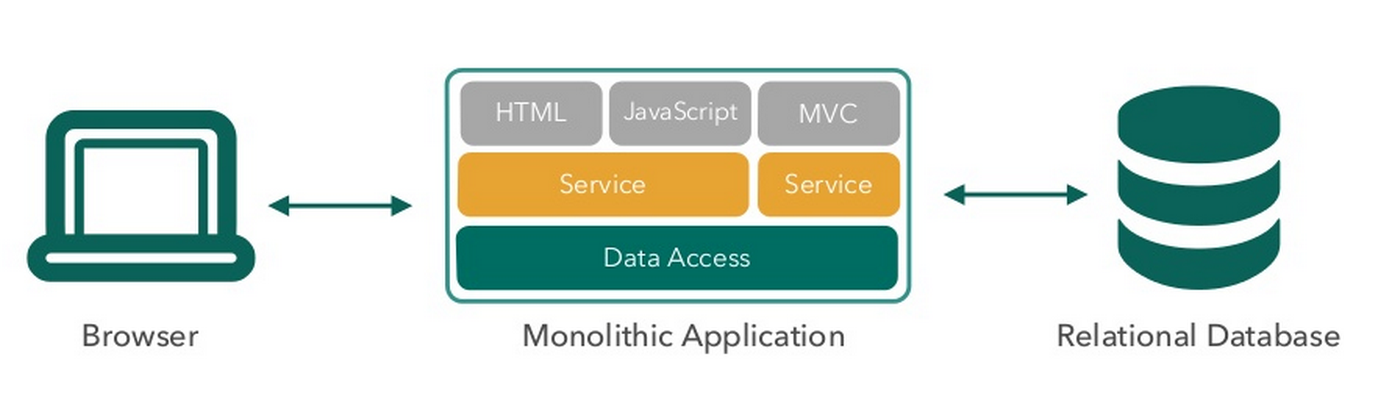 HTML
JavaScript
MVC
Service
Service
Data Access
Browser
Monolithic Application
Relational Database